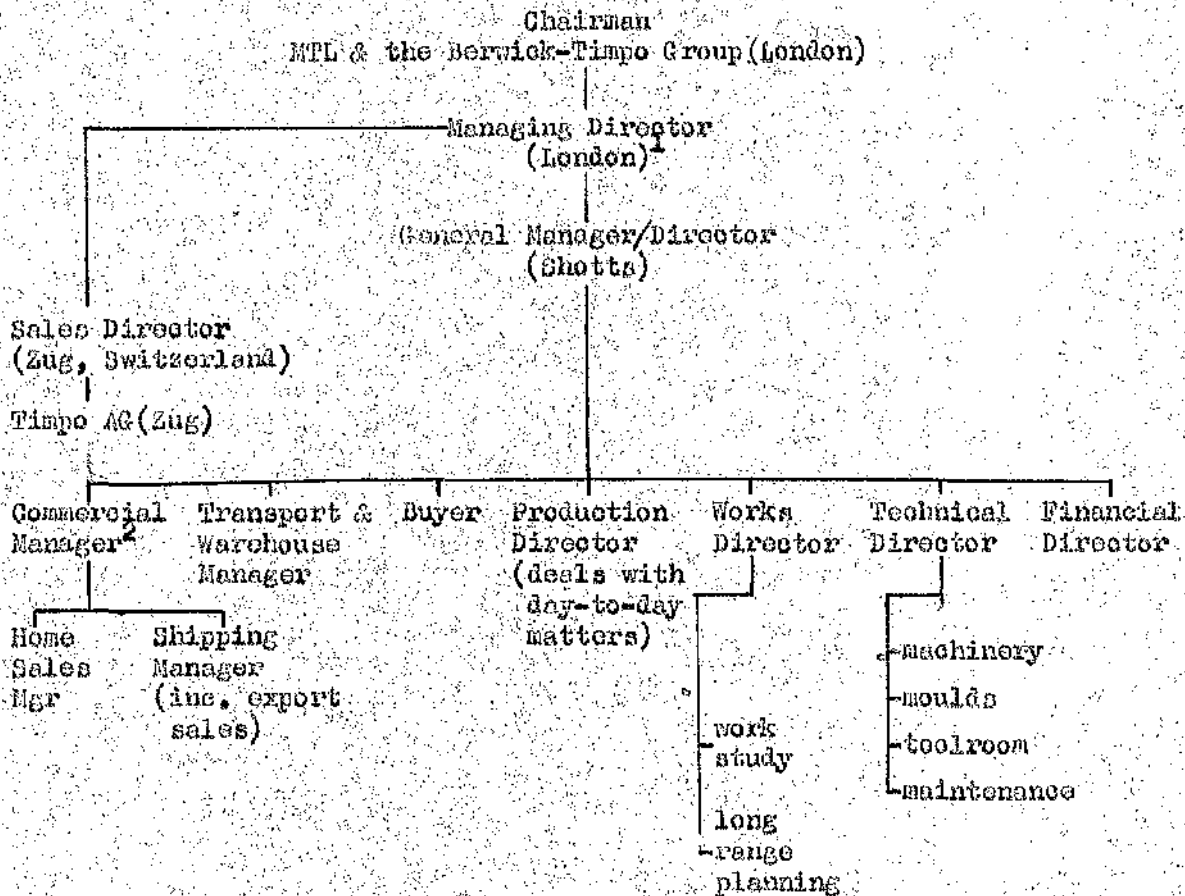 Chairman
MTL & the Berwick-Timpo Group(London)
Managing Director
(London)1
General Manager/Director
(Shotts)
Sales Director
(Zug, Switzerland)
Timpo AG(Zug)
Commercial
Manager2
Transport &
Warehouse
Manager
Buyer
Production
Director
(deals with
day-to-day
matters)
Works
Director
Technical
Director
Financial
Director
Home
Sales
Mgr
Shipping
Manager
(inc. export
sales)
work
study
long
range
planning
machinery
moulds
toolroom
maintenance